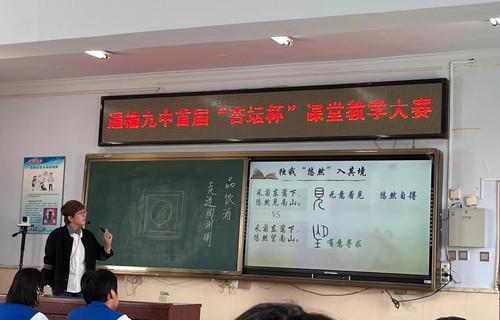 通榆九中首届“杏坛杯”课堂教学大赛
品饮酒
走近陶渊明
独我“悠然”入其境
采菊东篱下,
悠然见南山。
無意看见 悠然自得
VS
采菊东篱下,
悠然望南山。
有意寻求